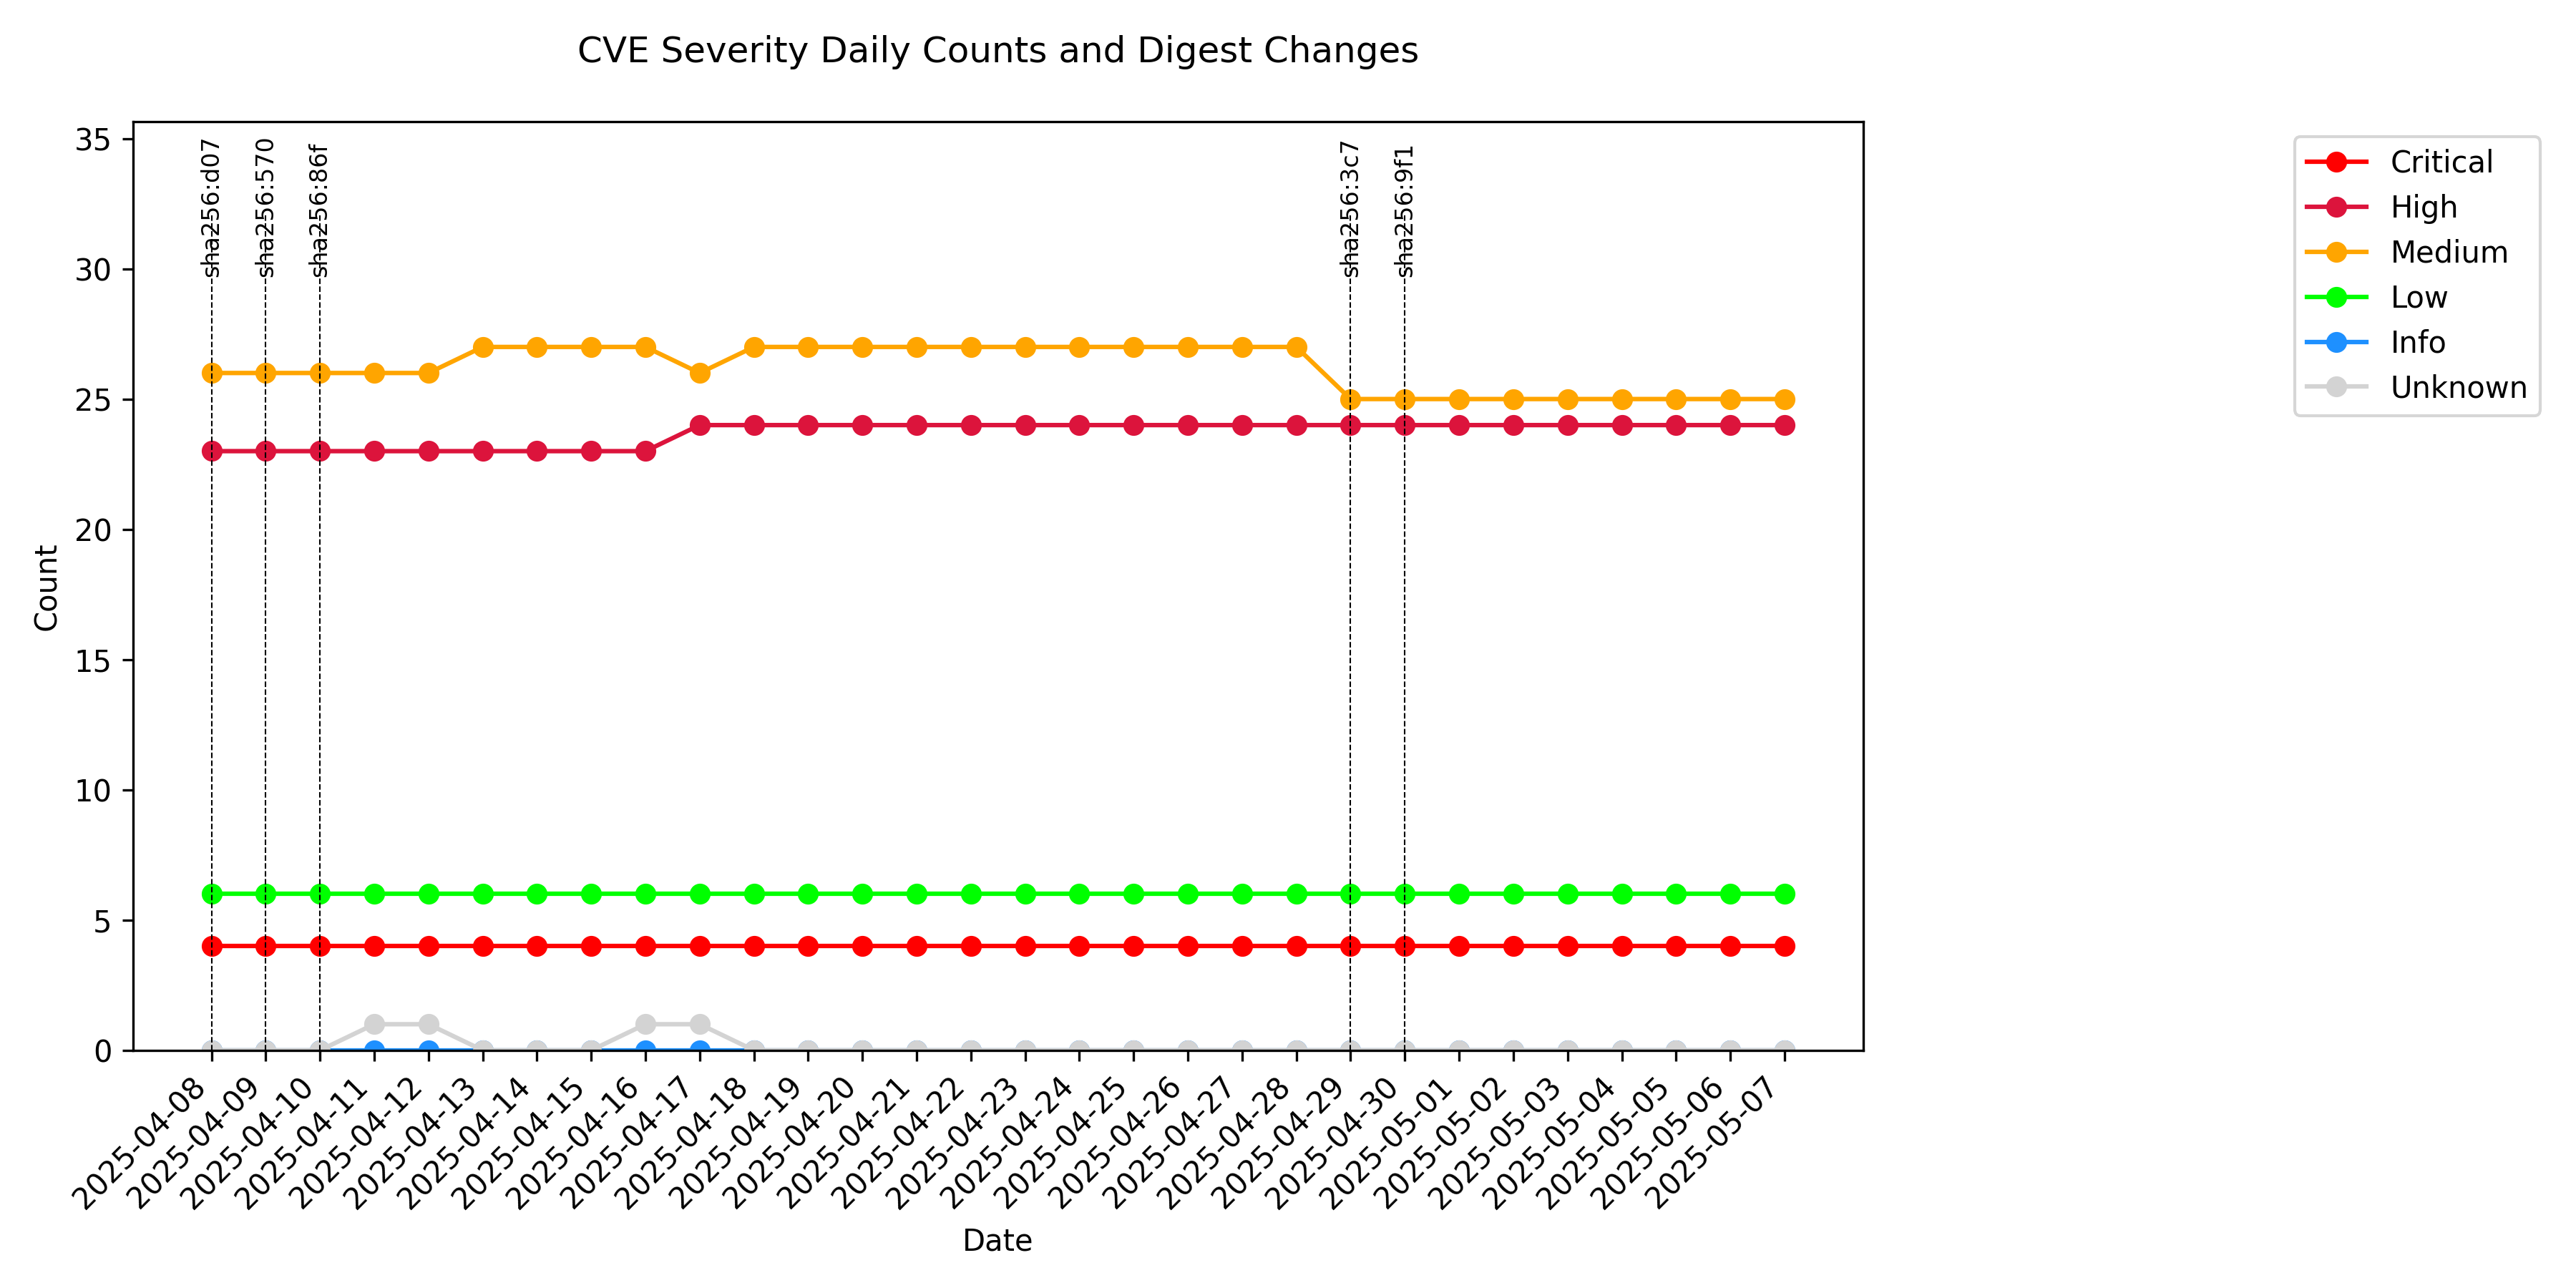 CVE Severity Daily Counts and Digest Changes
35
30
25
20
15
10
5
0
Count
sha256:d07
sha256:570
sha256:86f
sha256:3c7
sha256:9f1
Critical
High
Medium
Low
Info
Unknown
2025-04-08
2025-04-09
2025-04-10
2025-04-11
2025-04-12
2025-04-13
2025-04-14
2025-04-15
2025-04-16
2025-04-17
2025-04-18
2025-04-19
2025-04-20
2025-04-21
2025-04-22
2025-04-23
2025-04-24
2025-04-25
2025-04-26
2025-04-27
2025-04-28
2025-04-29
2025-04-30
2025-05-01
2025-05-02
2025-05-03
2025-05-04
2025-05-05
2025-05-06
2025-05-07
Date